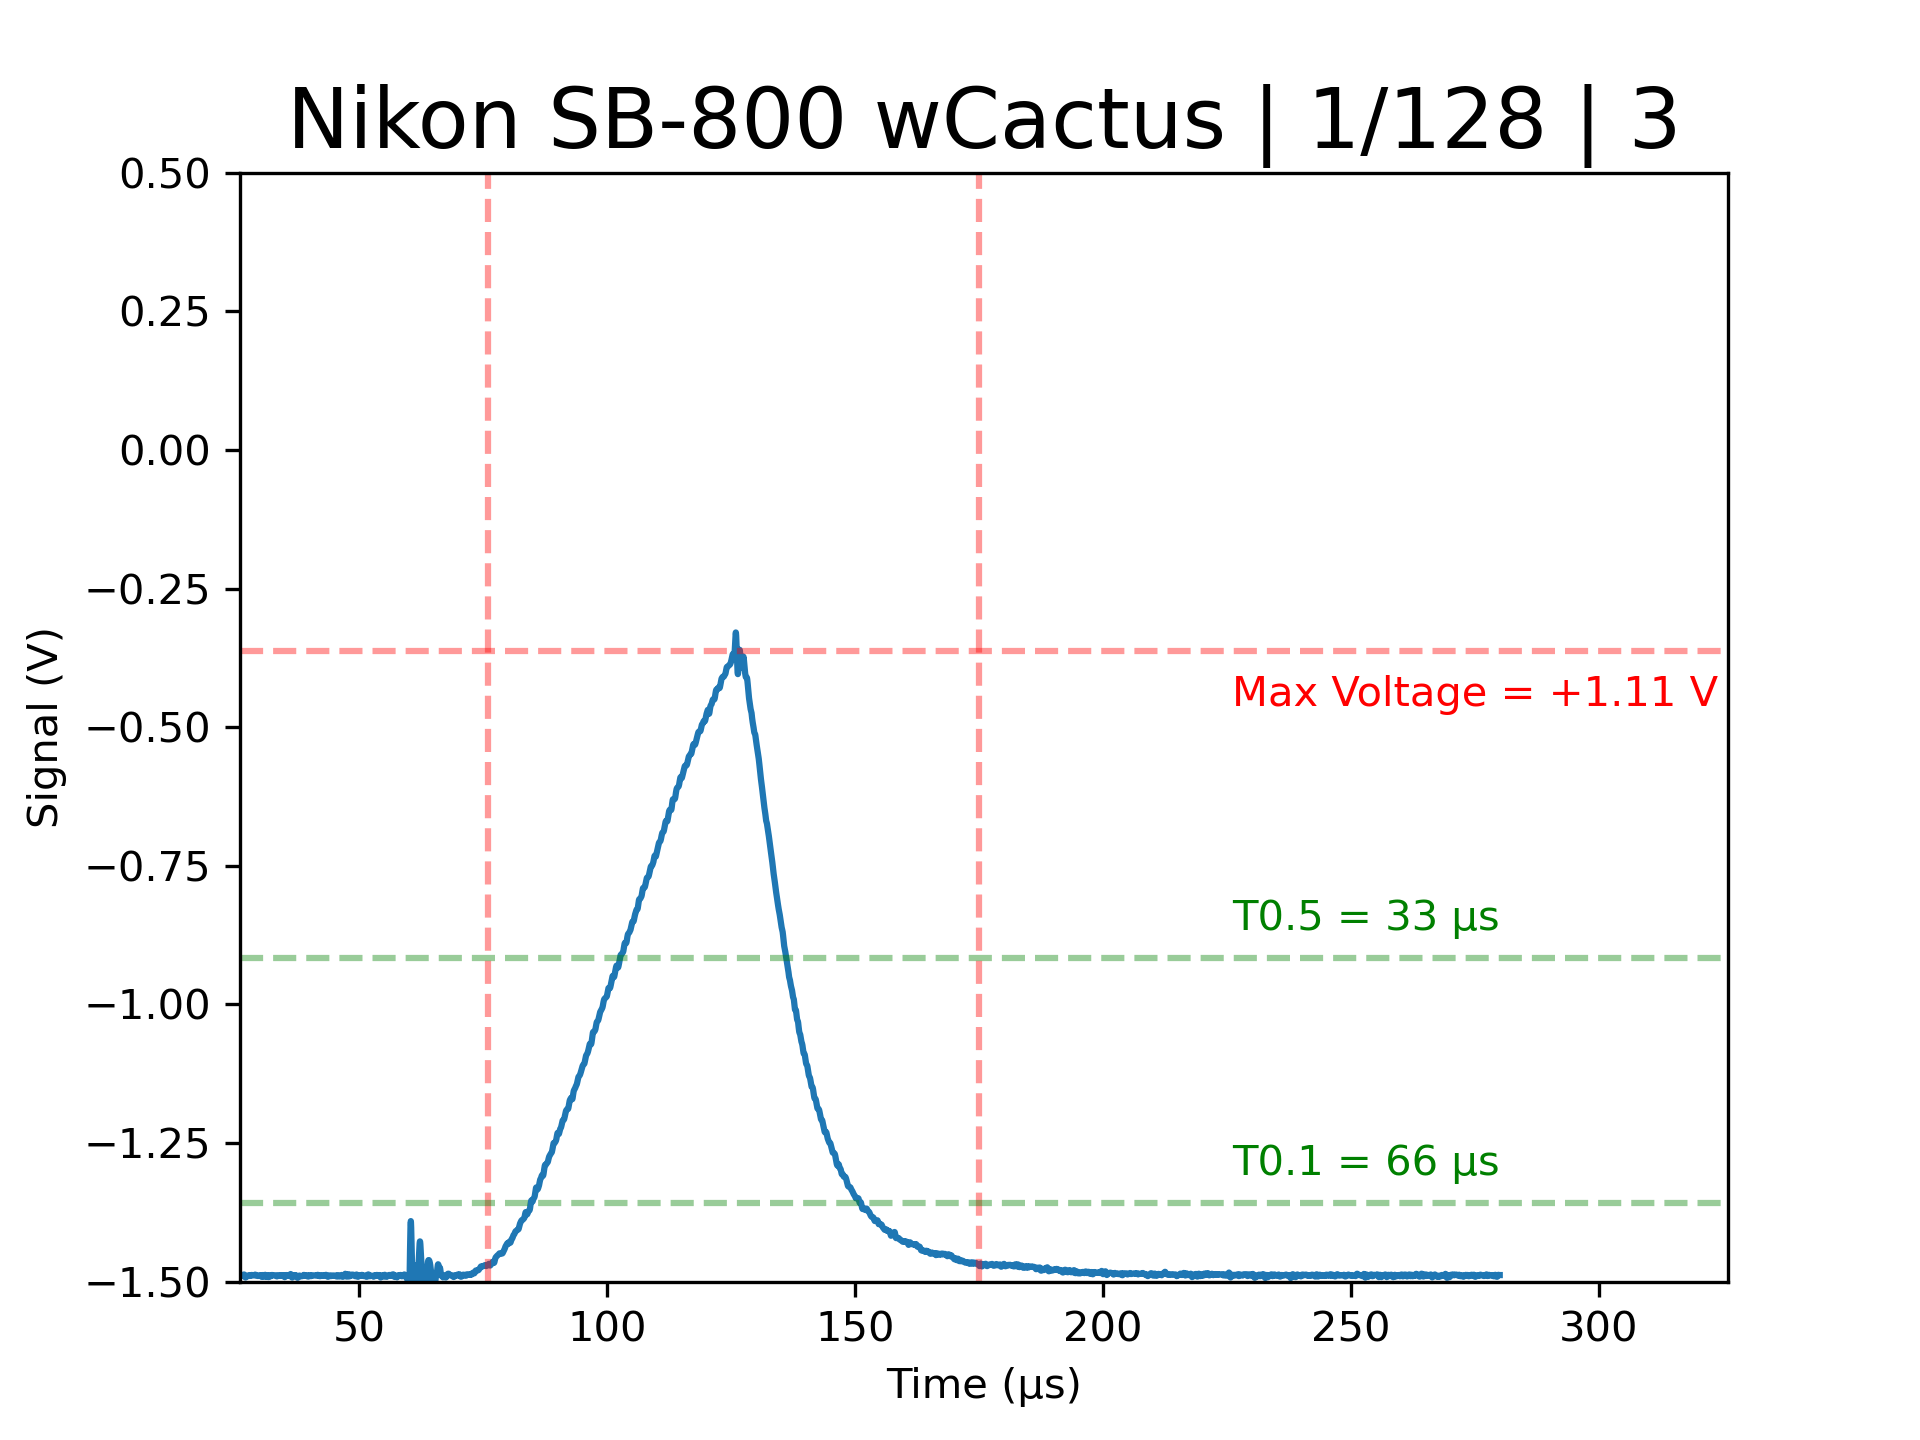 Nikon SB-800 wCactus | 1/128 | 3
0.50
0.25
0.00
−0.25
−0.50
−0.75
−1.00
−1.25
−1.50
Signal (V)
Max Voltage = +1.11 V
T0.5 = 33 µs
T0.1 = 66 µs
50 100 150 200 250 300
Time (µs)